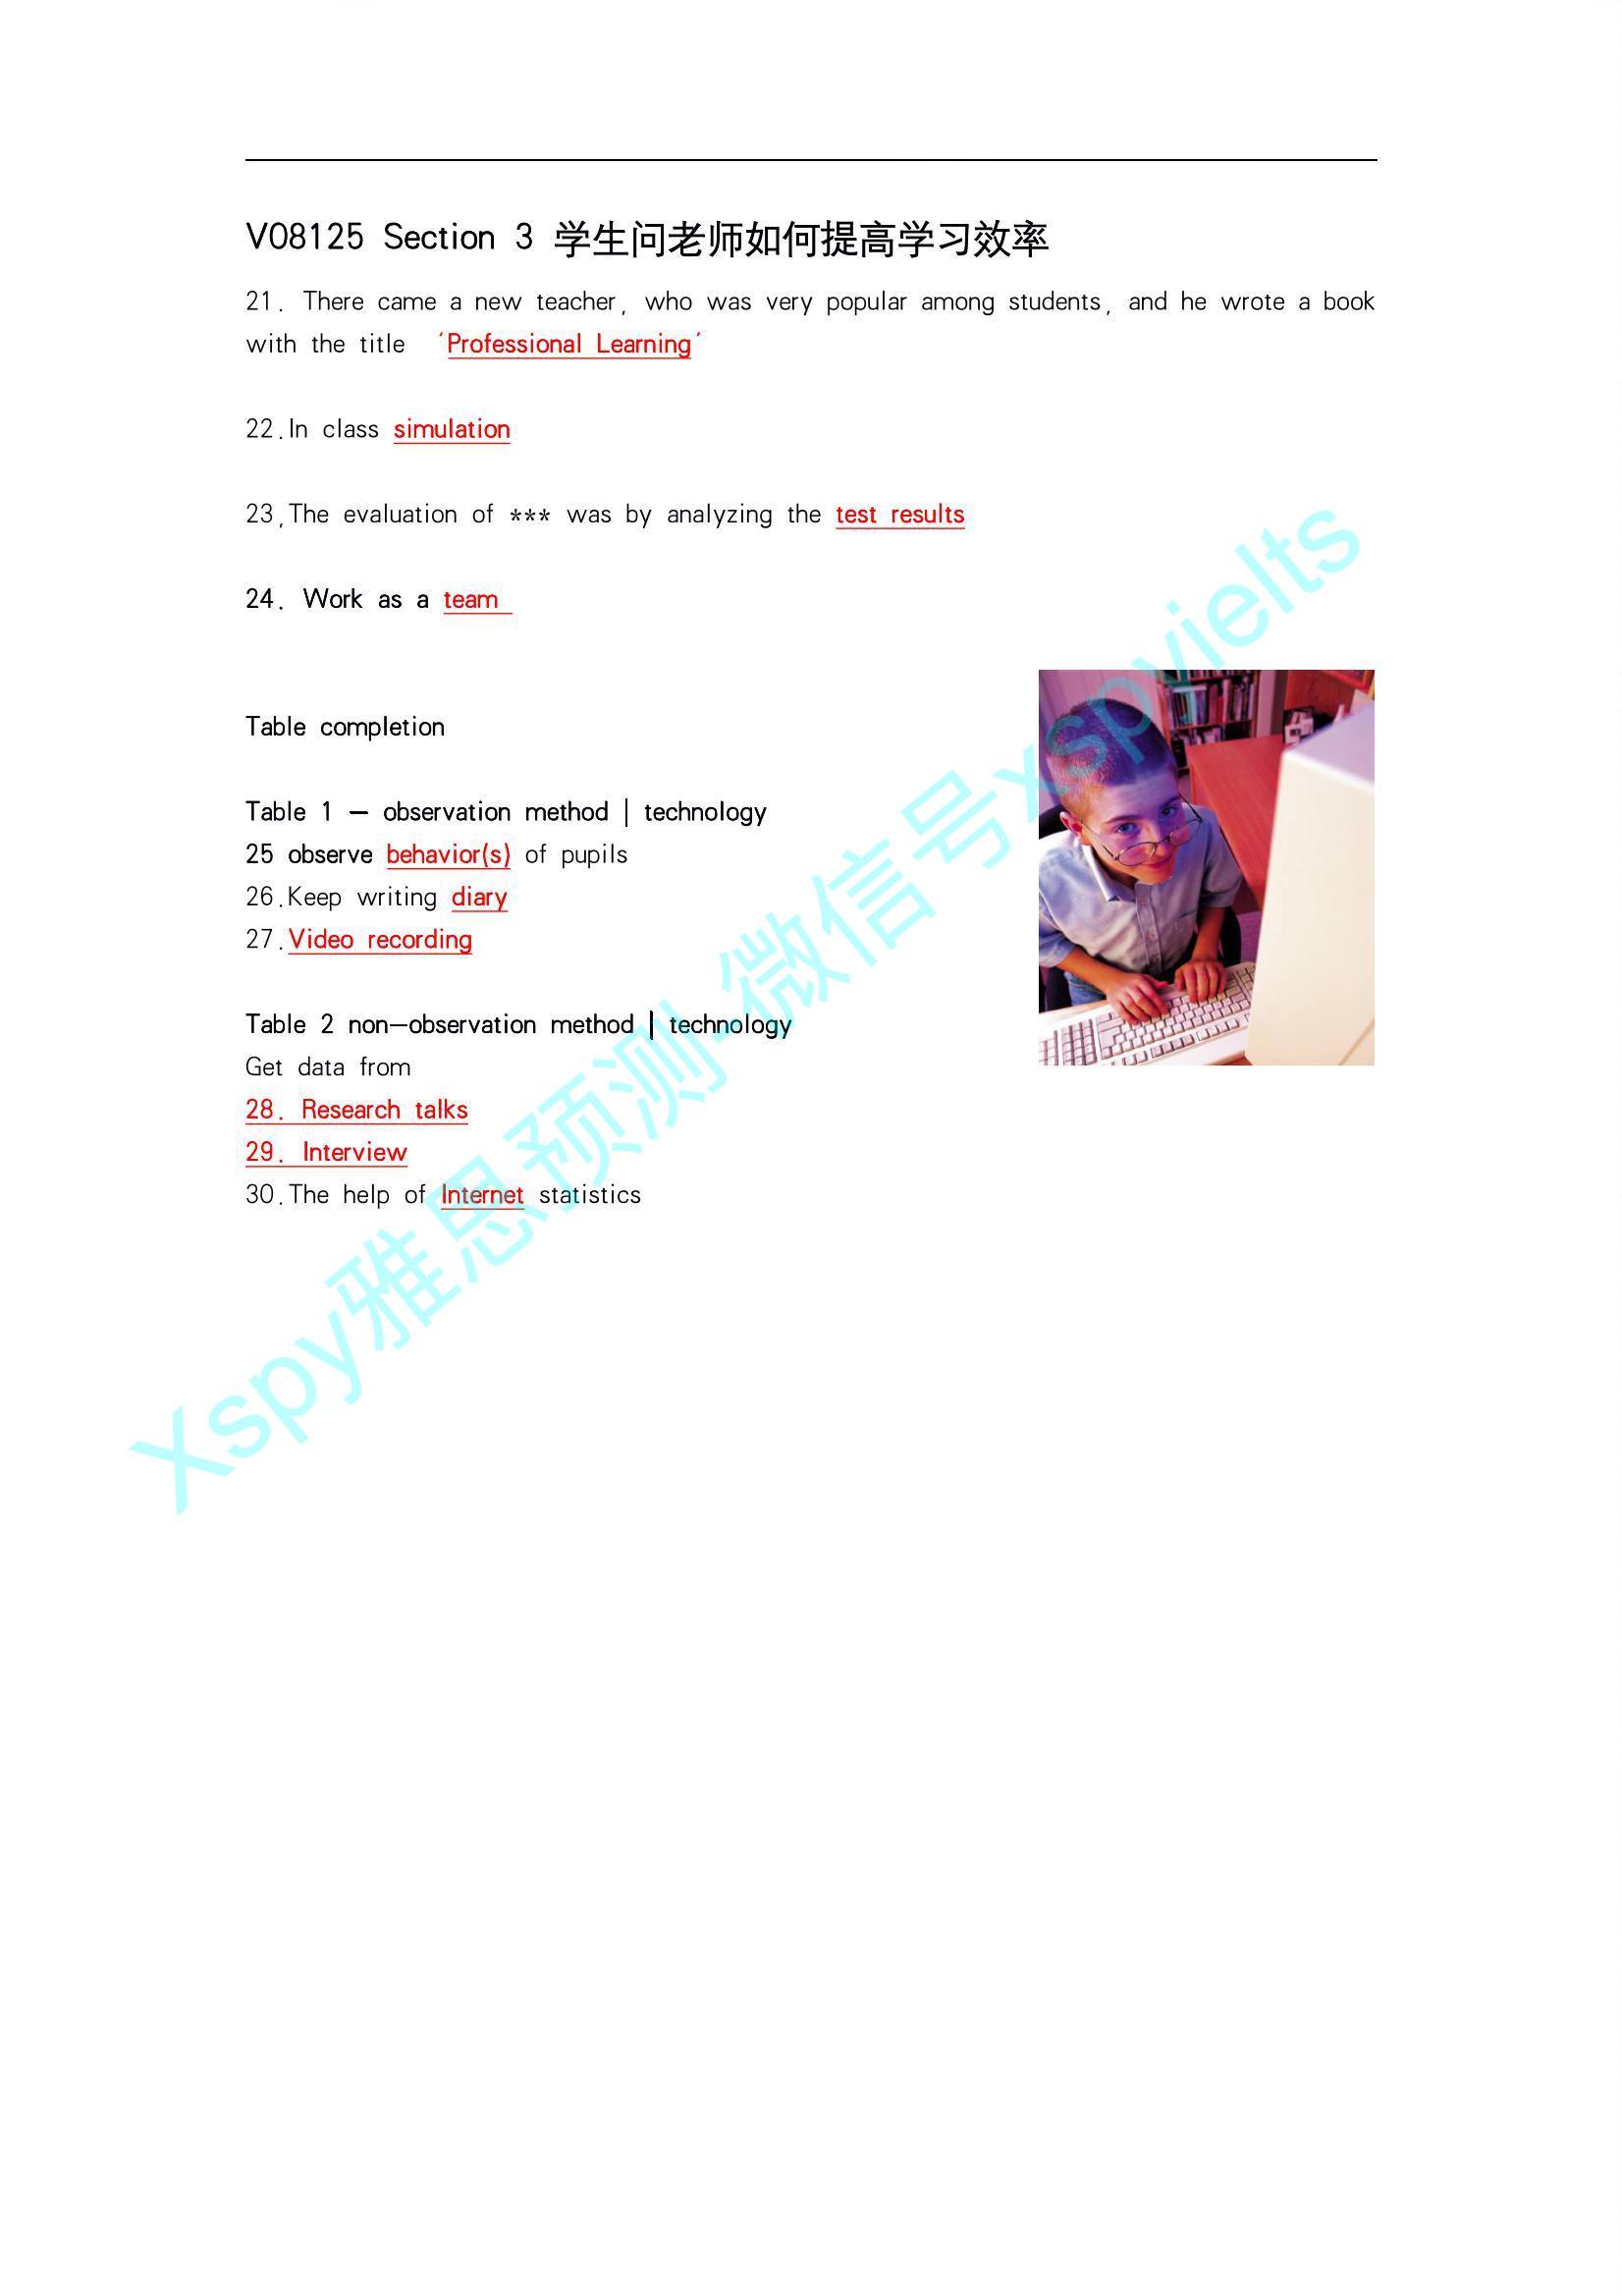 V08125 Section 3 学生问老师如何提高学习效率
21. There came a new teacher, who was very popular among students, and he wrote a book
with the title ´Professional Learning´
22.In class simulation
23,The evaluation of *** was by analyzing the test results
24. Work as a team
Table completion
Table 1 – observation method | technology
25 observe behavior(s) of pupils
26.Keep writing diary
27.Video recording
Table 2 non–observation method | technology
Get data from
28. Research talks
29. Interview
30.The help of Internet statistics
Xspy雅思预测-微信号xspvielts